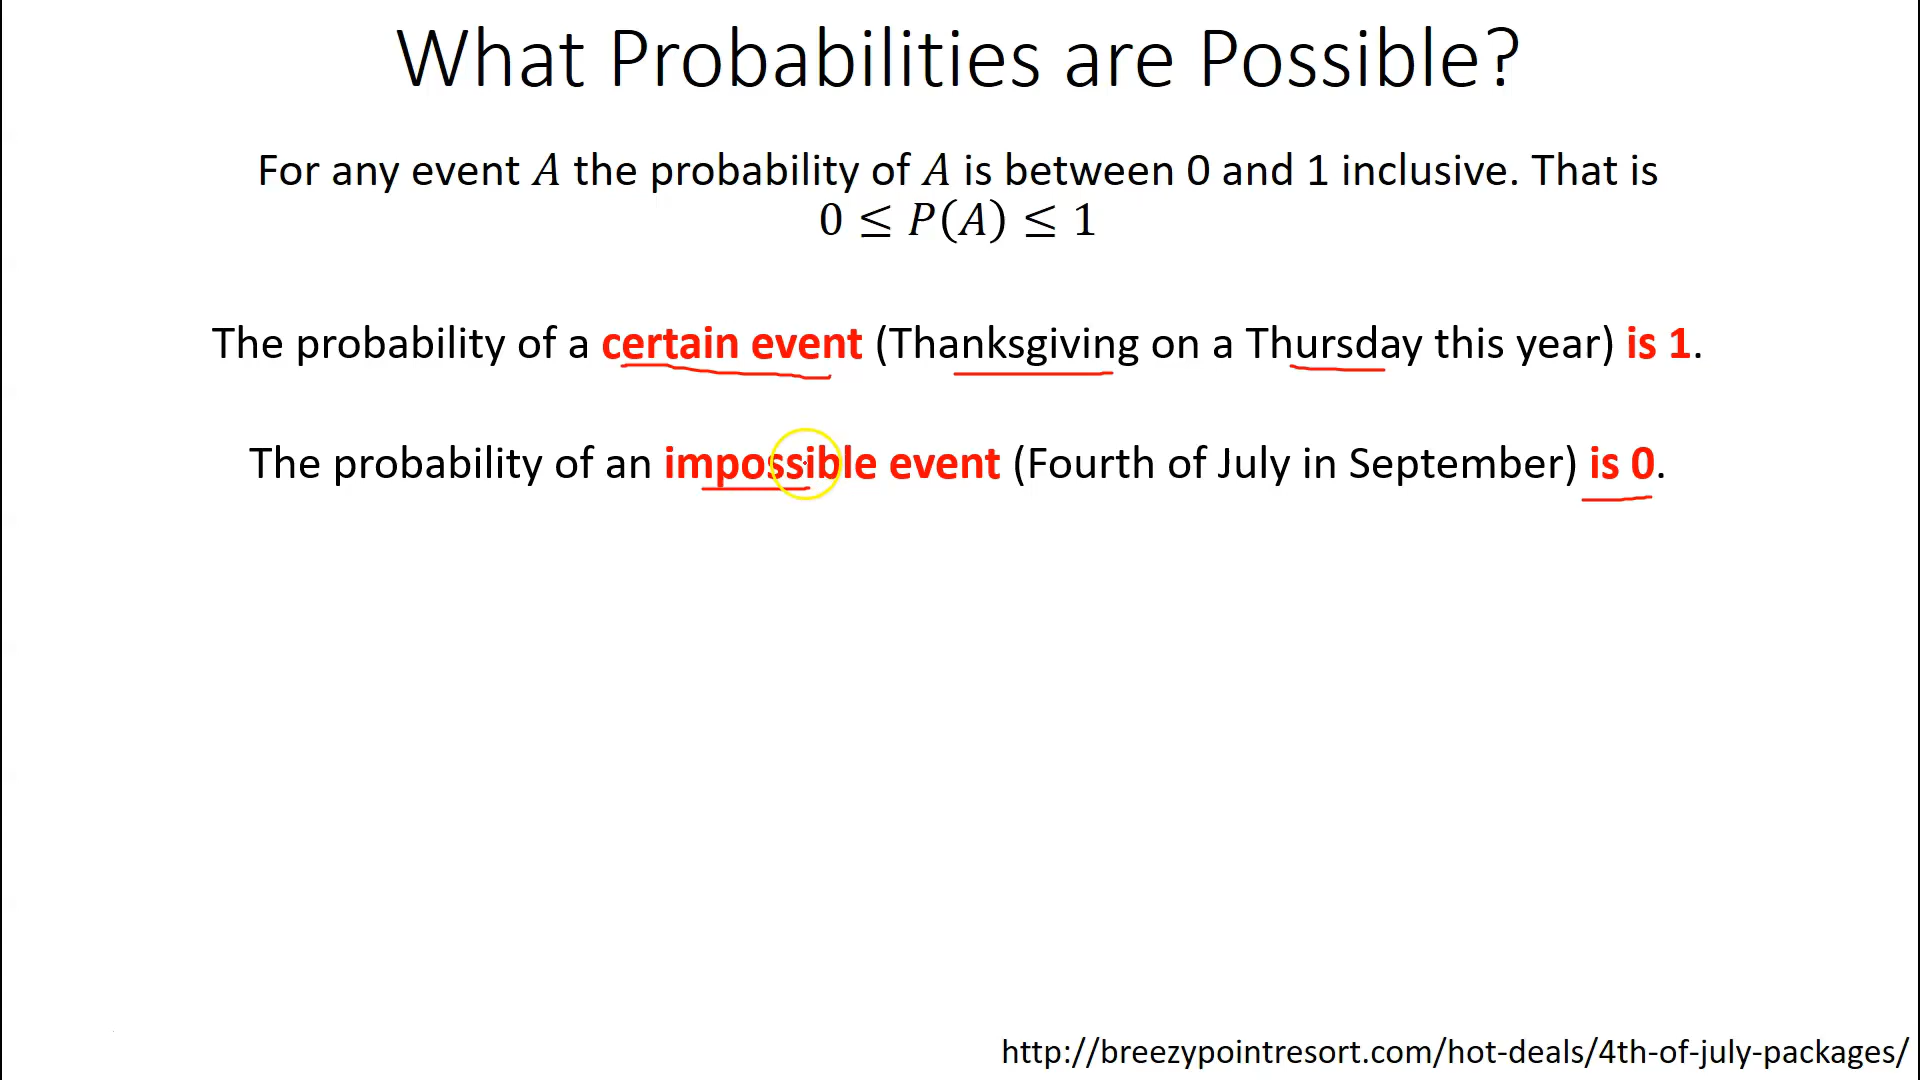 What Probabilities are Possible?
For any event A the probability of A is between 0 and 1 inclusive. That is
0 ≤ P(A) ≤ 1
The probability of a certain event (Thanksgiving on a Thursday this year) is 1.
The probability of an impossible event (Fourth of July in September) is 0.
http://breezypointresort.com/hot-deals/4th-of-july-packages/